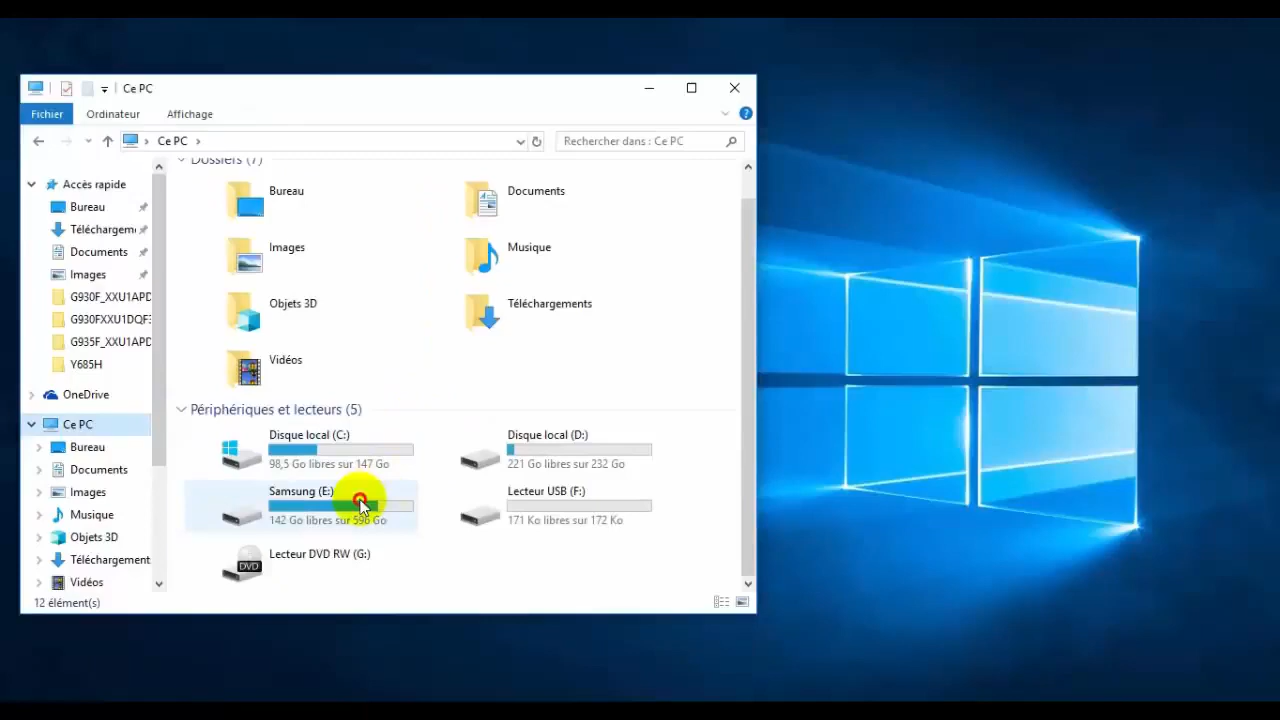 Ce PC
Fichier
Ordinateur
Affichage
Ce PC
Rechercher dans : Ce PC
Accès rapide
Bureau
Téléchargem
Documents
Images
G930F_XXU1APD
G930FXXU1DQF3
G935F_XXU1APD
Y685H
OneDrive
Ce PC
Bureau
Documents
Images
Musique
Objets 3D
Téléchargement
Vidéos
Dossiers (7)
Bureau
Documents
Images
Musique
Objets 3D
Téléchargements
Vidéos
Périphériques et lecteurs (5)
Disque local (C:)
98,5 Go libres sur 147 Go
Disque local (D:)
221 Go libres sur 232 Go
Samsung (E:)
142 Go libres sur 596 Go
Lecteur USB (F:)
171 Ko libres sur 172 Ko
DVD
Lecteur DVD RW (G:)
12 élément(s)